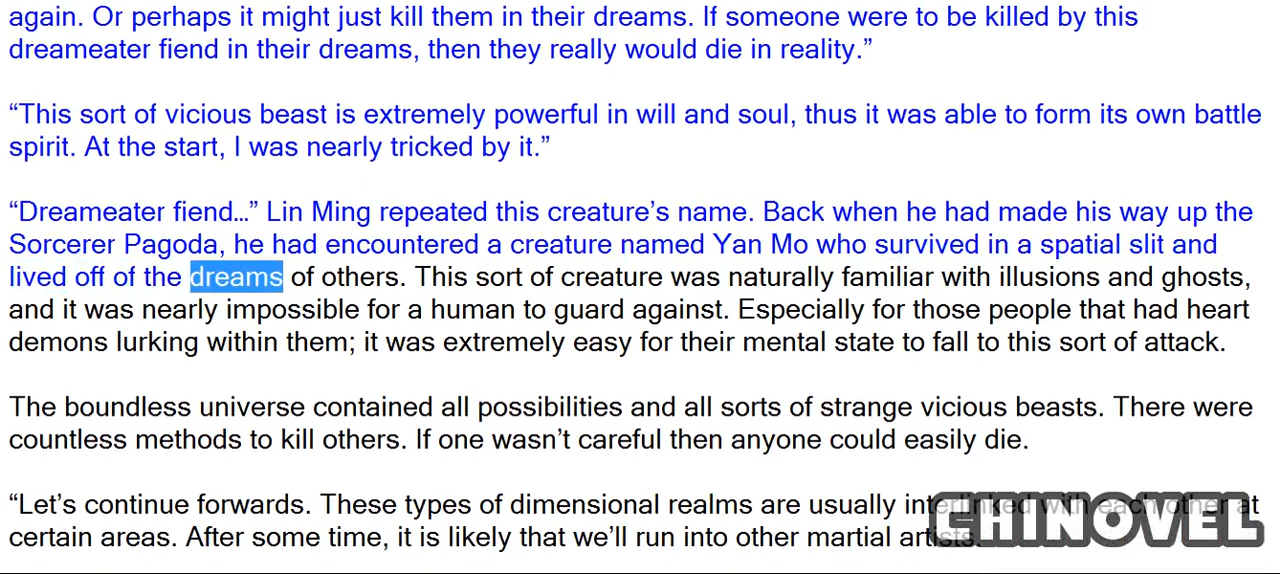 again. Or perhaps it might just kill them in their dreams. If someone were to be killed by this
dreameater fiend in their dreams, then they really would die in reality.”
“This sort of vicious beast is extremely powerful in will and soul, thus it was able to form its own battle
spirit. At the start, I was nearly tricked by it.”
“Dreameater fiend…” Lin Ming repeated this creature’s name. Back when he had made his way up the
Sorcerer Pagoda, he had encountered a creature named Yan Mo who survived in a spatial slit and
lived off of the dreams of others. This sort of creature was naturally familiar with illusions and ghosts,
and it was nearly impossible for a human to guard against. Especially for those people that had heart
demons lurking within them; it was extremely easy for their mental state to fall to this sort of attack.
The boundless universe contained all possibilities and all sorts of strange vicious beasts. There were
countless methods to kill others. If one wasn’t careful then anyone could easily die.
“Let’s continue forwards. These types of dimensional realms are usually interlinked with each other at
certain areas. After some time, it is likely that we’ll run into other martial artists.
CHINOVEL